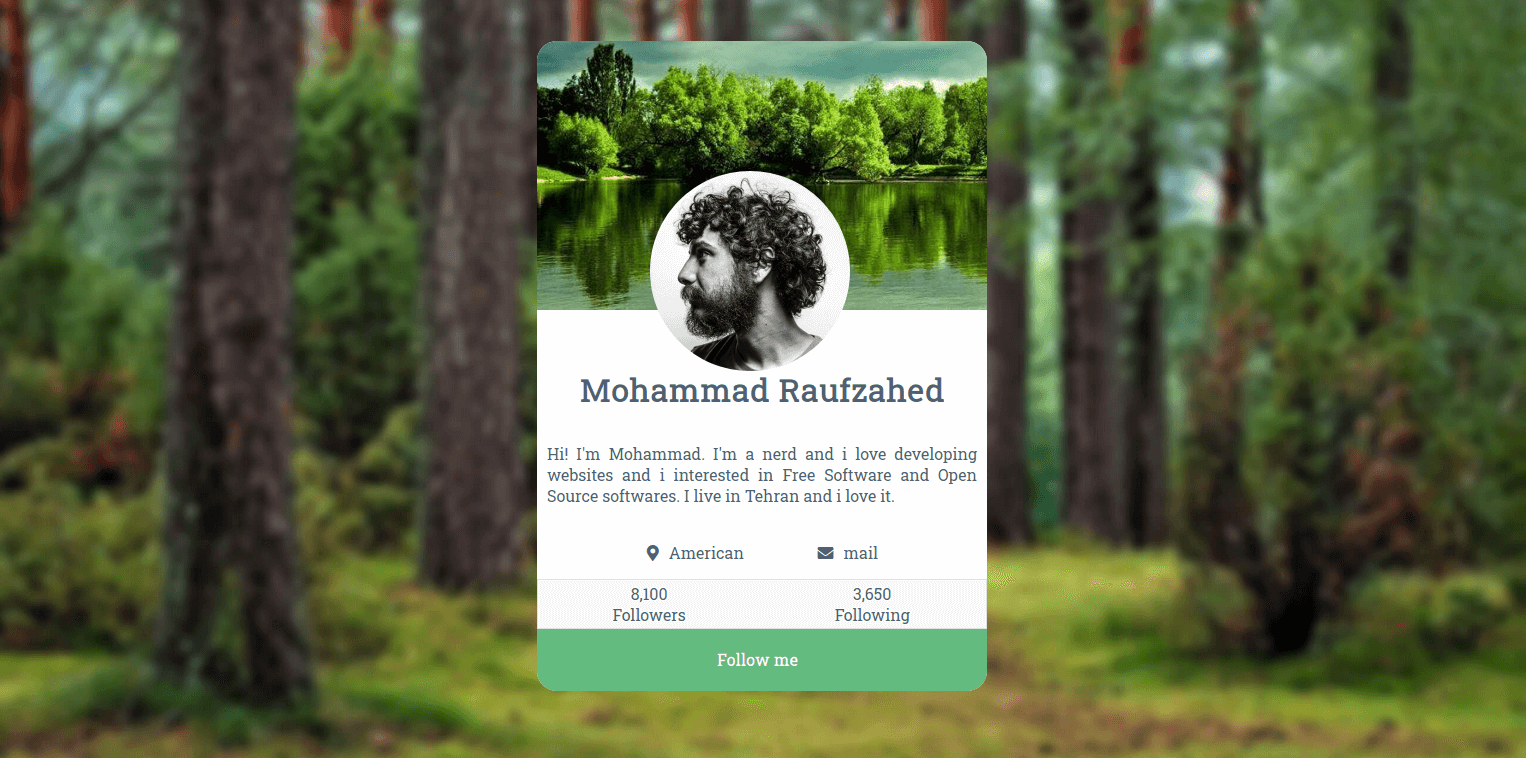 Mohammad Raufzahed
Hi! I'm Mohammad. I'm a nerd and i love developing
websites and i interested in Free Software and Open
Source softwares. I live in Tehran and i love it.
American mail
8,100 3,650
Followers Following
Follow me